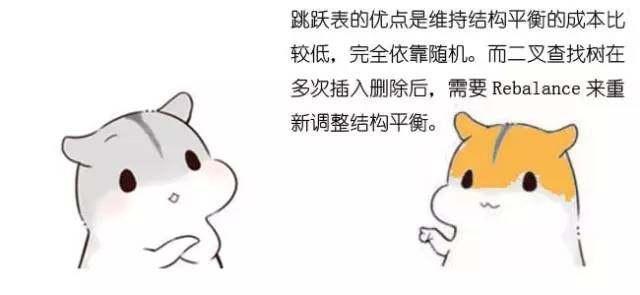 跳跃表的优点是维持结构平衡的成本比
较低，完全依靠随机。而二叉查找树在
多次插入删除后，需要 Rebalance 来重
新调整结构平衡。